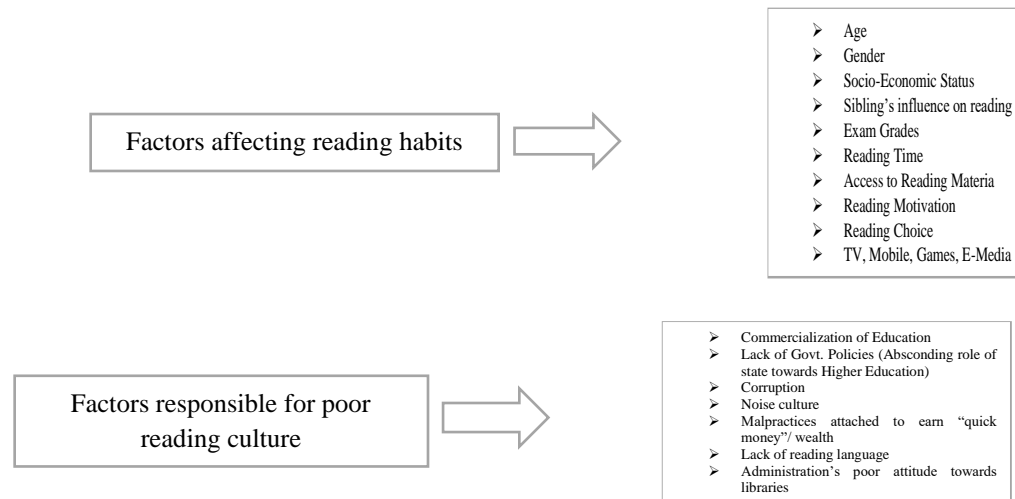 Factors affecting reading habits
➢ Age
➢ Gender
➢ Socio-Economic Status
➢ Sibling's influence on reading
➢ Exam Grades
➢ Reading Time
➢ Access to Reading Materia
➢ Reading Motivation
➢ Reading Choice
➢ TV, Mobile, Games, E-Media
Factors responsible for poor
reading culture
➢ Commercialization of Education
➢ Lack of Govt. Policies (Absconding role of
state towards Higher Education)
➢ Corruption
➢ Noise culture
➢ Malpractices attached to earn “quick
money”/ wealth
➢ Lack of reading language
➢ Administration's poor attitude towards
libraries